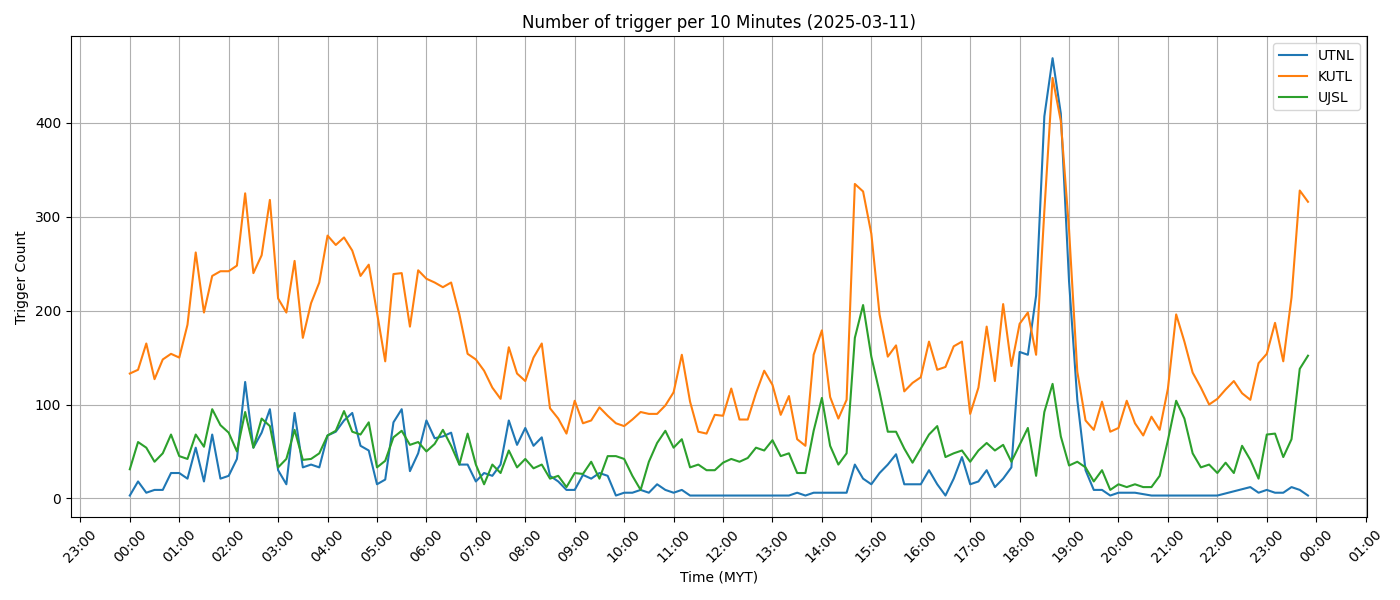 Number of trigger per 10 Minutes (2025-03-11)
UTNL
KUTL
UJSL
Trigger Count
400
300
200
100
0
23:00 00:00 01:00 02:00 03:00 04:00 05:00 06:00 07:00 08:00 09:00 10:00 11:00 12:00 13:00 14:00 15:00 16:00 17:00 18:00 19:00 20:00 21:00 22:00 23:00 00:00 01:00
Time (MYT)